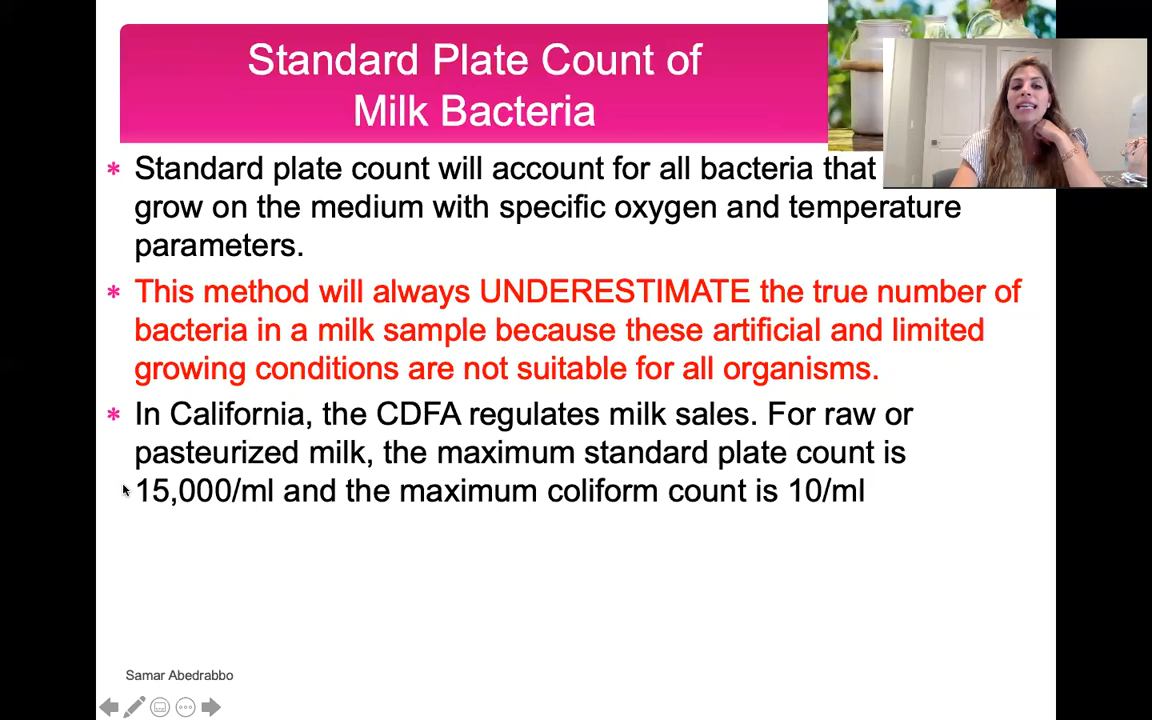 Standard Plate Count of
Milk Bacteria
* Standard plate count will account for all bacteria that
grow on the medium with specific oxygen and temperature
parameters.
* This method will always UNDERESTIMATE the true number of
bacteria in a milk sample because these artificial and limited
growing conditions are not suitable for all organisms.
* In California, the CDFA regulates milk sales. For raw or
pasteurized milk, the maximum standard plate count is
15,000/ml and the maximum coliform count is 10/ml
Samar Abedrabbo